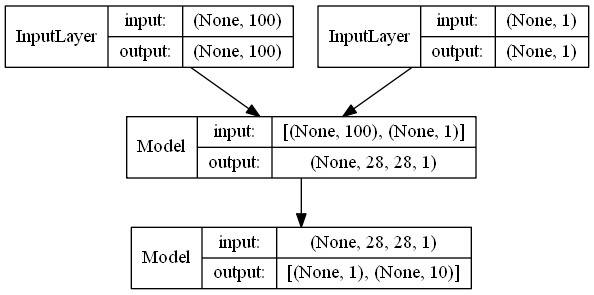 InputLayer input: (None, 100)
output: (None, 100)
InputLayer input: (None, 1)
output: (None, 1)
Model input: [(None, 100), (None, 1)]
output: (None, 28, 28, 1)
Model input: (None, 28, 28, 1)
output: [(None, 1), (None, 10)]